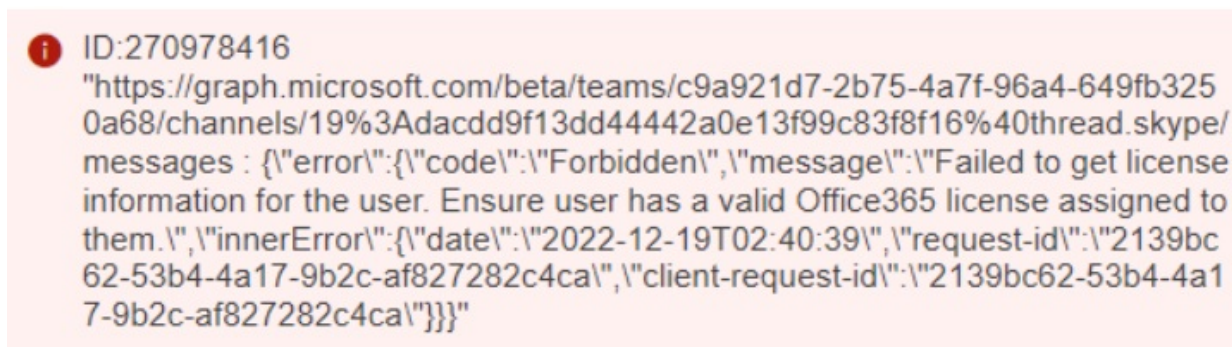 ID:270978416
"https://graph.microsoft.com/beta/teams/c9a921d7-2b75-4a7f-96a4-649fb325
0a68/channels/19%3Adacdd9f13dd44442a0e13f99c83f8f16%40thread.skype/
messages : {\"error\":{\"code\":\"Forbidden\",\"message\":\"Failed to get license
information for the user. Ensure user has a valid Office365 license assigned to
them.\",\"innerError\":{\"date\":\"2022-12-19T02:40:39\",\"request-id\":\"2139bc
62-53b4-4a17-9b2c-af827282c4ca\",\"client-request-id\":\"2139bc62-53b4-4a1
7-9b2c-af827282c4ca\"}}}"